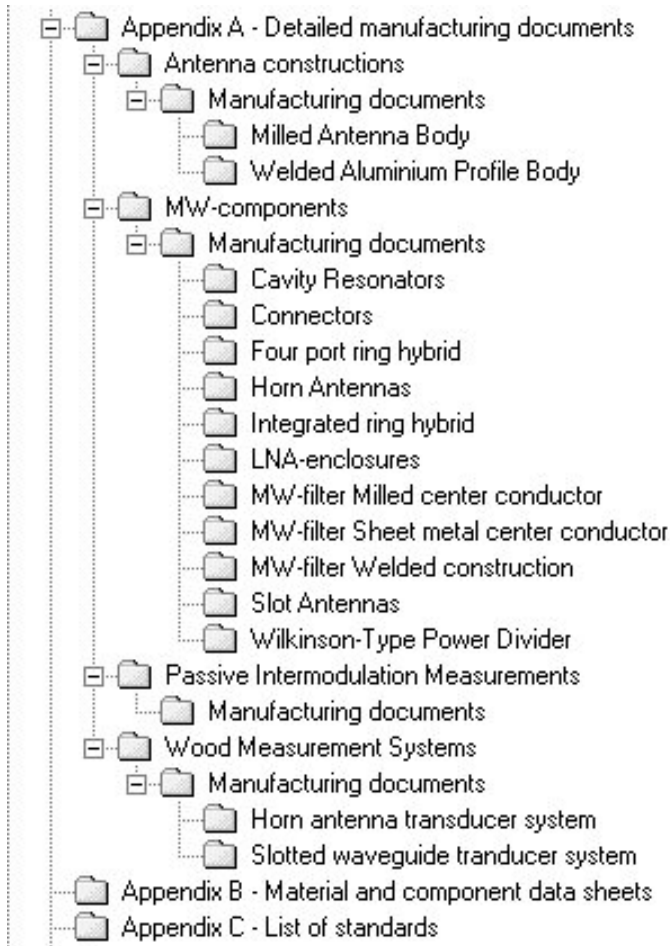 Appendix A - Detailed manufacturing documents
Antenna constructions
Manufacturing documents
Milled Antenna Body
Welded Aluminium Profile Body
MW-components
Manufacturing documents
Cavity Resonators
Connectors
Four port ring hybrid
Horn Antennas
Integrated ring hybrid
LNA-enclosures
MW-filter Milled center conductor
MW-filter Sheet metal center conductor
MW-filter Welded construction
Slot Antennas
Wilkinson-Type Power Divider
Passive Intermodulation Measurements
Manufacturing documents
Wood Measurement Systems
Manufacturing documents
Horn antenna transducer system
Slotted waveguide tranducer system
Appendix B - Material and component data sheets
Appendix C - List of standards